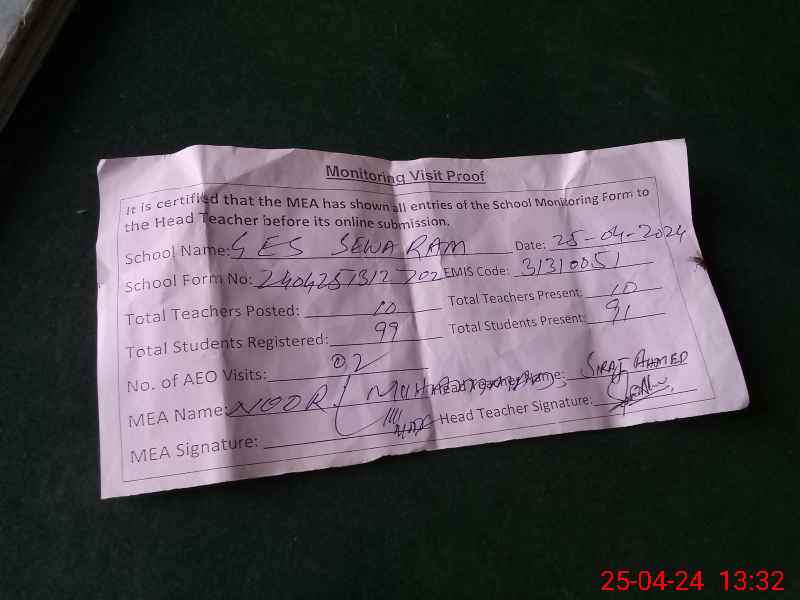 Monitoring Visit Proof
It is certified that the MEA has shown all entries of the School Monitoring Form to
the Head Teacher before its online submission.
School Name: GES SEWARAM Date: 25-04-2024
School Form No: EMIS Code: 31310051
Total Teachers Posted: 10 Total Teachers Present: 10
Total Students Registered: 99 Total Students Present: 91
No. of AEO Visits: 02
MEA Name: NOOR Head Teacher Name: SIRAJ AHMED
MEA Signature: Head Teacher Signature:
25-04-24 13:32